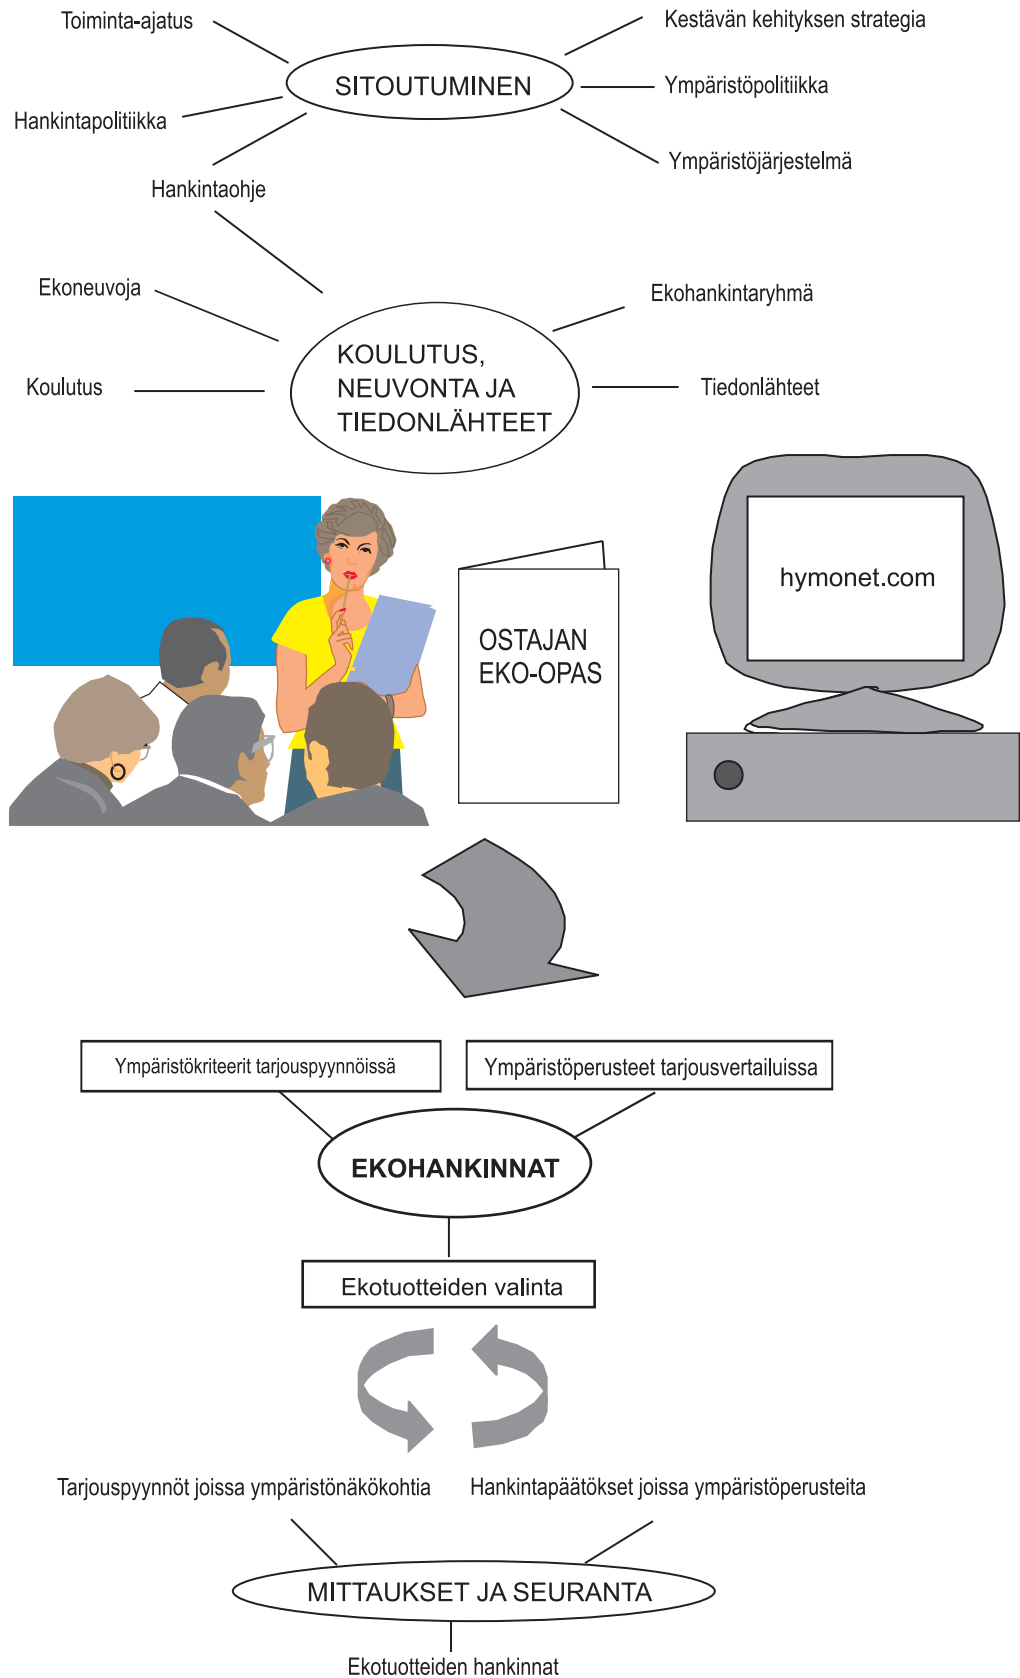 Toiminta-ajatus
Kestävän kehityksen strategia
SITOUTUMINEN
Ympäristöpolitiikka
Hankintapolitiikka
Ympäristöjärjestelmä
Hankintaohje
Ekoneuvoja
Ekohankintaryhmä
KOULUTUS,
NEUVONTA JA
TIEDONLÄHTEET
Koulutus
Tiedonlähteet
OSTAJAN
EKO-OPAS
hymonet.com
Ympäristökriteerit tarjouspyynnöissä
Ympäristöperusteet tarjousvertailuissa
EKOHANKINNAT
Ekotuotteiden valinta
Tarjouspyynnöt joissa ympäristönäkökohtia
Hankintapäätökset joissa ympäristöperusteita
MITTAUKSET JA SEURANTA
Ekotuotteiden hankinnat